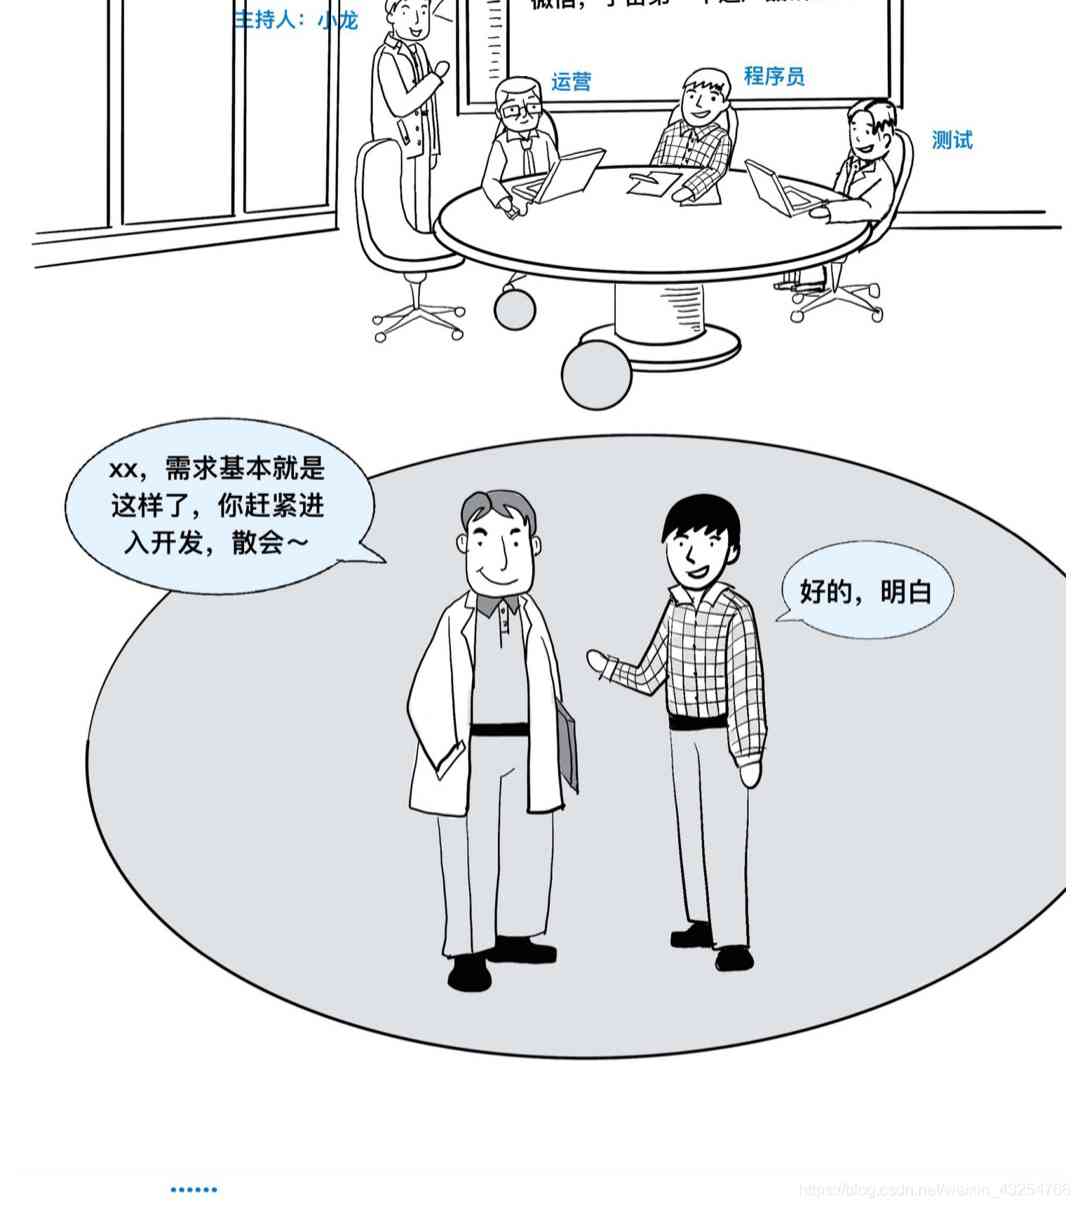 主持人：小龙
运营
程序员
测试
xx，需求基本就是
这样了，你赶紧进
入开发，散会～
好的，明白
••••••